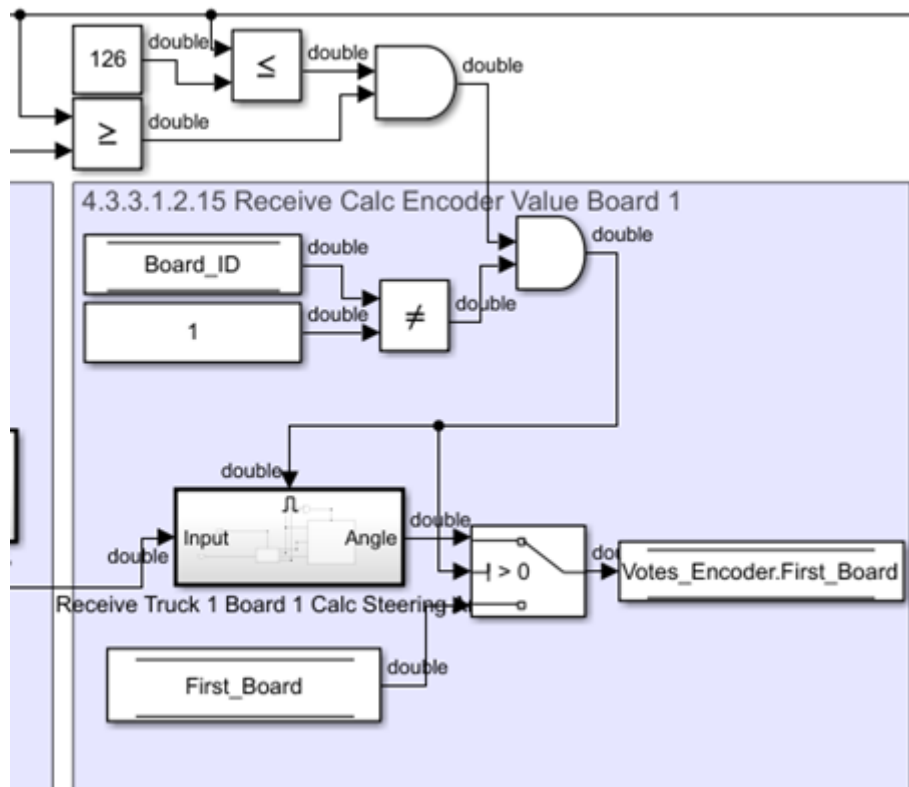 double
double
double
126
≤
double
≥
double
4.3.3.1.2.15 Receive Calc Encoder Value Board 1
double
double
Board_ID
double
double
1
≠
double
Input
Angle
double
double
> 0
Votes_Encoder.First_Board
Receive Truck 1 Board 1 Calc Steering
double
First_Board